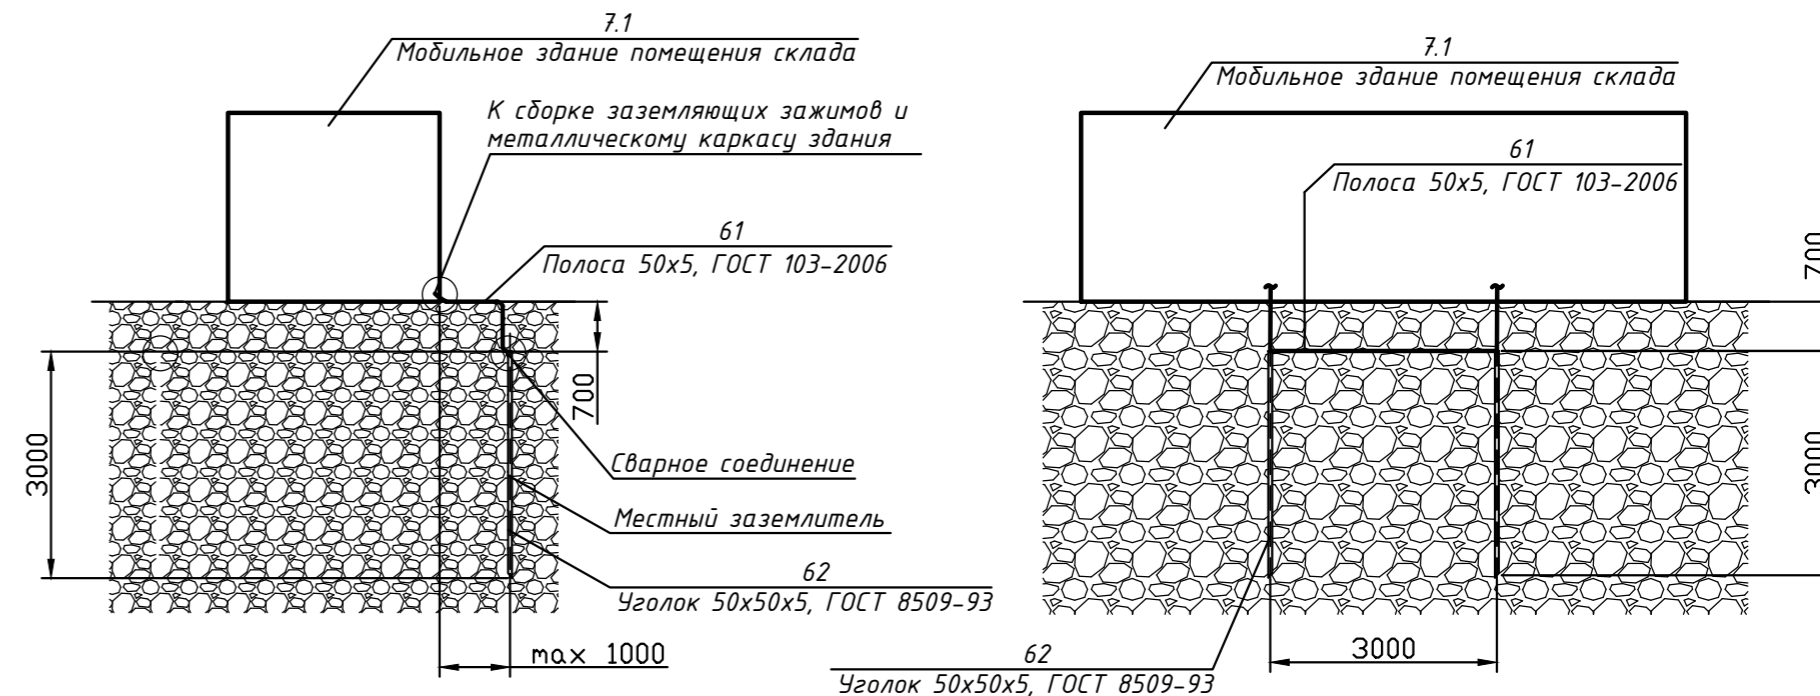 7.1
Мобильное здание помещения склада
К сборке заземляющих зажимов и
металлическому каркасу здания
61
Полоса 50х5, ГОСТ 103-2006
700
3000
Сварное соединение
Местный заземлитель
62
Уголок 50х50х5, ГОСТ 8509-93
max 1000
7.1
Мобильное здание помещения склада
61
Полоса 50х5, ГОСТ 103-2006
700
3000
62
Уголок 50х50х5, ГОСТ 8509-93
3000